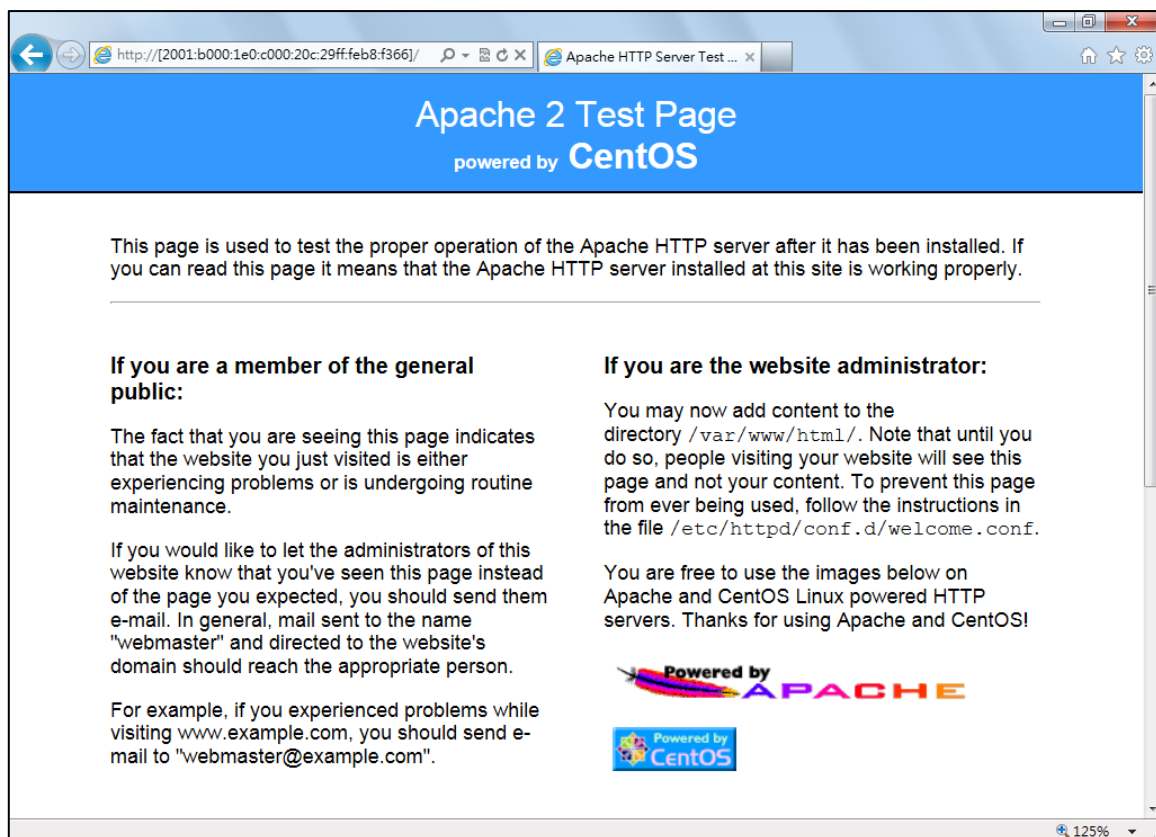 http://[2001:b000:1e0:c000:20c:29ff:feb8:f366]/
Apache HTTP Server Test ...
Apache 2 Test Page
powered by CentOS
This page is used to test the proper operation of the Apache HTTP server after it has been installed. If
you can read this page it means that the Apache HTTP server installed at this site is working properly.
If you are a member of the general
public:
The fact that you are seeing this page indicates
that the website you just visited is either
experiencing problems or is undergoing routine
maintenance.
If you would like to let the administrators of this
website know that you've seen this page instead
of the page you expected, you should send them
e-mail. In general, mail sent to the name
"webmaster" and directed to the website's
domain should reach the appropriate person.
For example, if you experienced problems while
visiting www.example.com, you should send e-
mail to "webmaster@example.com".
If you are the website administrator:
You may now add content to the
directory /var/www/html/. Note that until you
do so, people visiting your website will see this
page and not your content. To prevent this page
from ever being used, follow the instructions in
the file /etc/httpd/conf.d/welcome.conf.
You are free to use the images below on
Apache and CentOS Linux powered HTTP
servers. Thanks for using Apache and CentOS!
Powered by
APACHE
Powered by
CentOS
125%